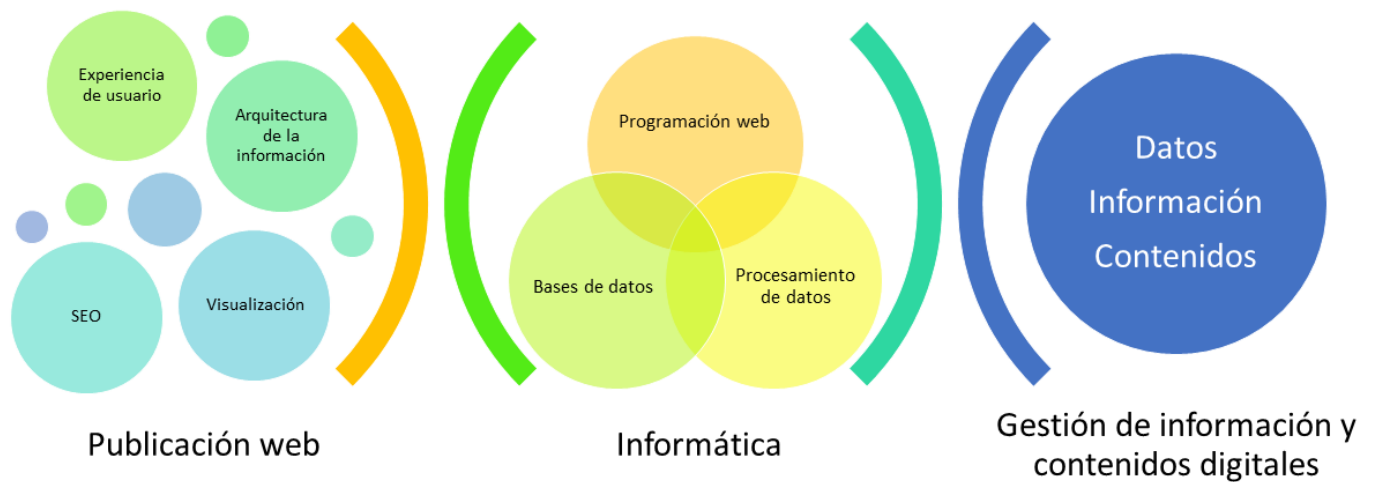 Experiencia
de usuario
Arquitectura
de la
información
SEO
Visualización
Publicación web
Programación web
Bases de datos
Procesamiento
de datos
Informática
Datos
Información
Contenidos
Gestión de información y
contenidos digitales